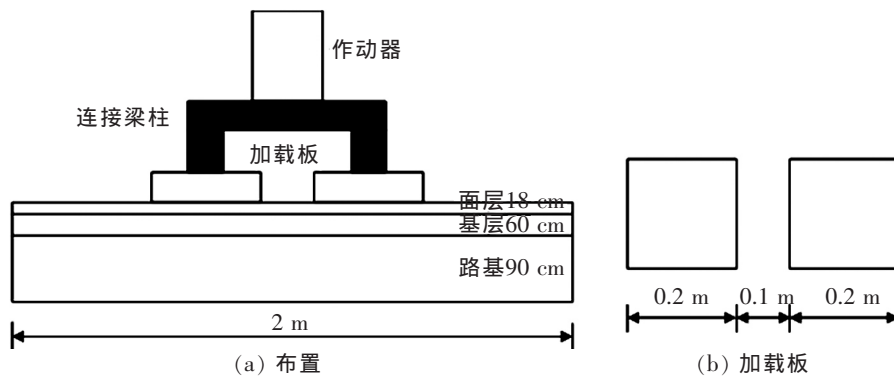 作动器
连接梁柱
加载板
面层18 cm
基层60 cm
路基90 cm
2 m
(a) 布置
0.2 m
0.1 m
0.2 m
(b) 加载板